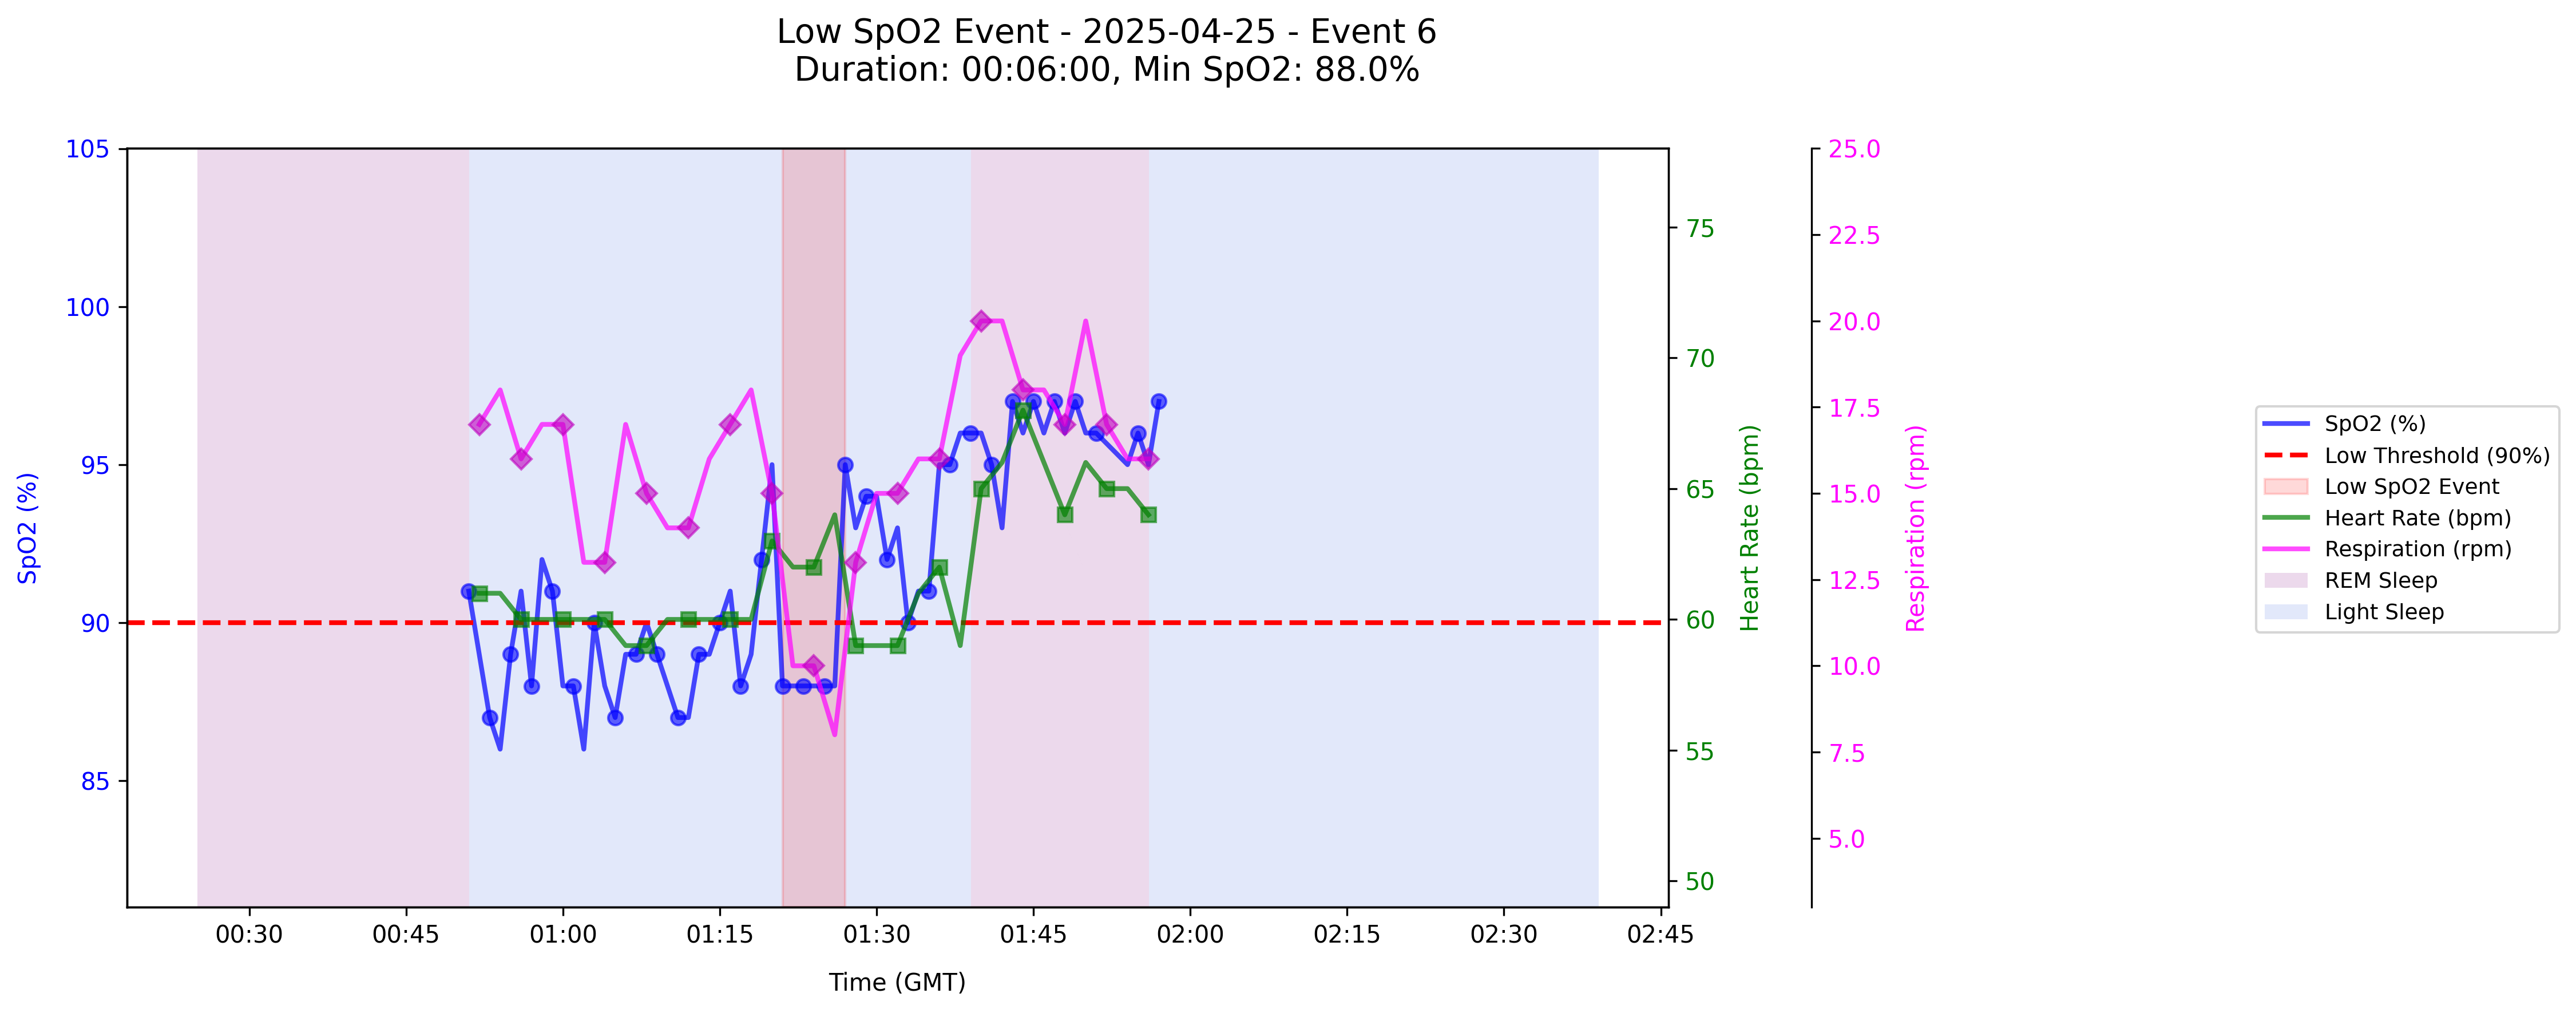 Low SpO2 Event - 2025-04-25 - Event 6
Duration: 00:06:00, Min SpO2: 88.0%
105
100
95
90
85
SpO2 (%)
75
70
65
60
55
50
Heart Rate (bpm)
25.0
22.5
20.0
17.5
15.0
12.5
10.0
7.5
5.0
Respiration (rpm)
00:30
00:45
01:00
01:15
01:30
01:45
02:00
02:15
02:30
02:45
Time (GMT)
SpO2 (%)
Low Threshold (90%)
Low SpO2 Event
Heart Rate (bpm)
Respiration (rpm)
REM Sleep
Light Sleep